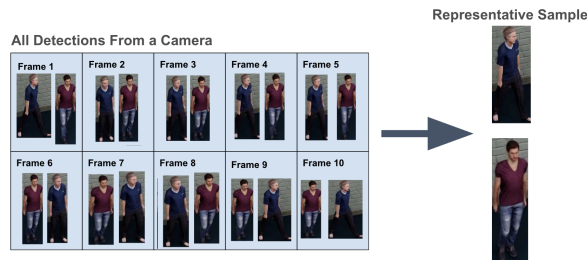 Representative Sample
All Detections From a Camera
Frame 1
Frame 2
Frame 3
Frame 4
Frame 5
Frame 6
Frame 7
Frame 8
Frame 9
Frame 10